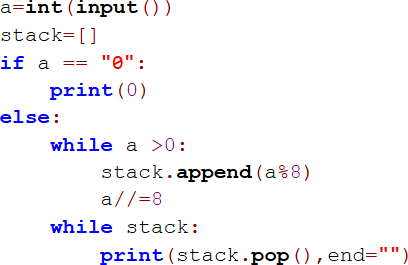 a=int(input())
stack=[]
if a == "0":
    print(0)
else:
    while a >0:
        stack.append(a%8)
        a//=8
    while stack:
        print(stack.pop(),end="")